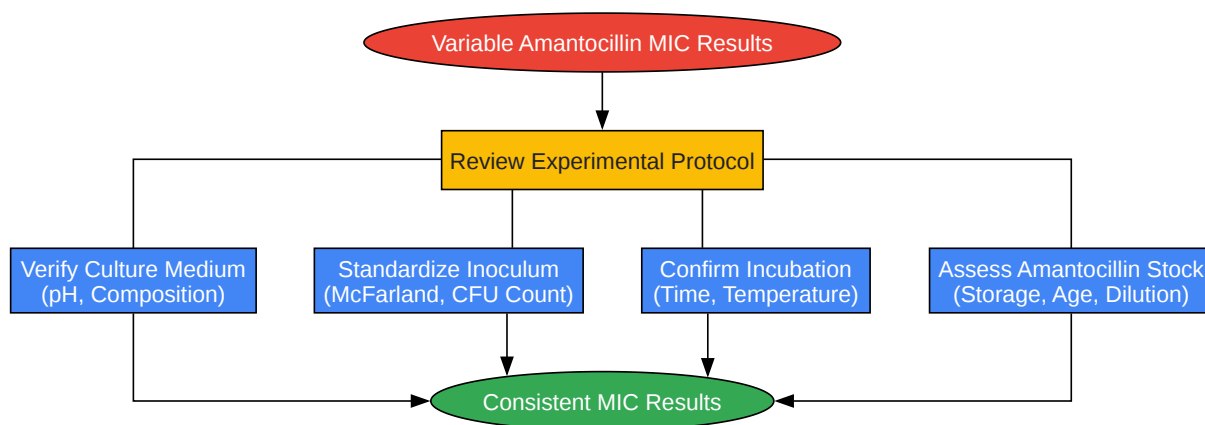 Variable Amantocillin MIC Results
Review Experimental Protocol
Verify Culture Medium
(pH, Composition)
Standardize Inoculum
(McFarland, CFU Count)
Confirm Incubation
(Time, Temperature)
Assess Amantocillin Stock
(Storage, Age, Dilution)
Consistent MIC Results